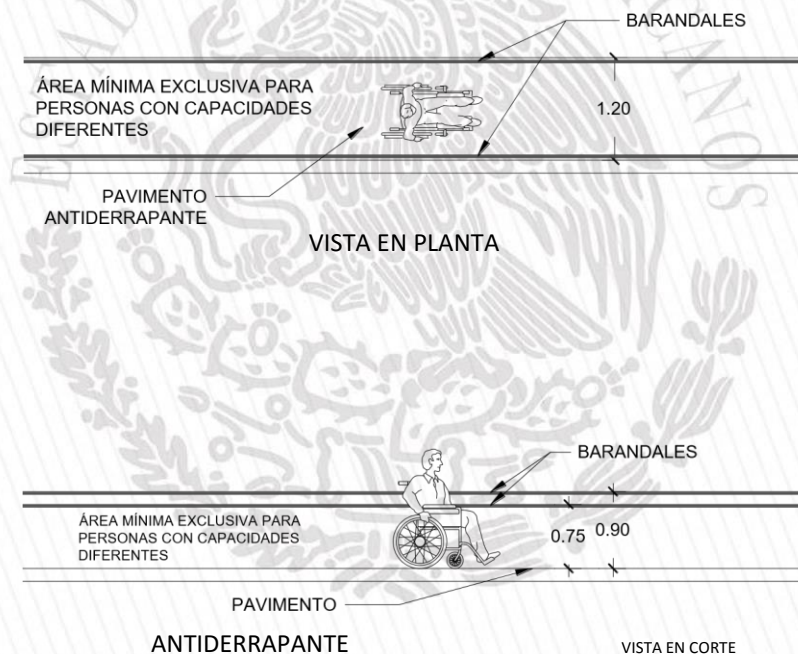 BARANDALES
ÁREA MÍNIMA EXCLUSIVA PARA
PERSONAS CON CAPACIDADES
DIFERENTES
1.20
PAVIMENTO
ANTIDERRAPANTE
VISTA EN PLANTA
BARANDALES
ÁREA MÍNIMA EXCLUSIVA PARA
PERSONAS CON CAPACIDADES
DIFERENTES
0.75 0.90
PAVIMENTO
ANTIDERRAPANTE
VISTA EN CORTE